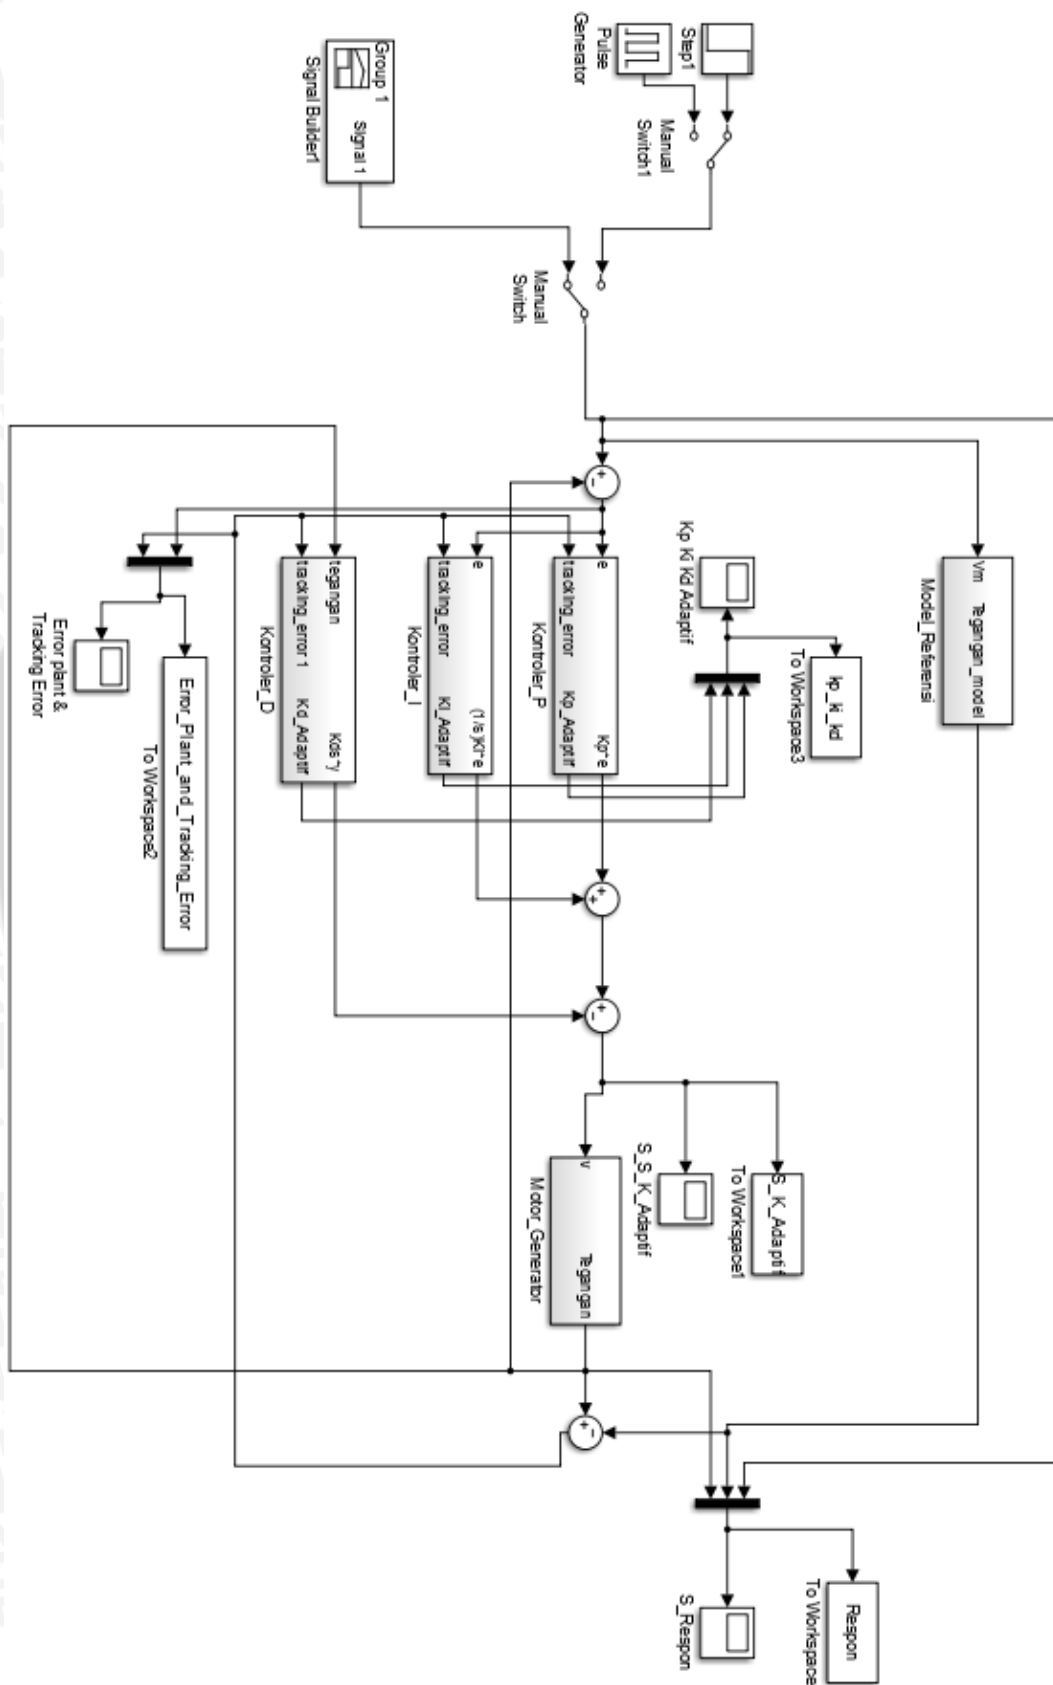 Step1
Pulse
Generator
Manual
Switch1
Group 1
Signal 1
Signal Builder1
Manual
Switch
Vm Tegangan_model
Model_Referensi
kp_ki_kd
To Workspace3
Kp Ki Kd Adaptif
e
tracking_error
Kp*e
Kp_Adaptif
Kontroler_P
e
tracking_error
(1/s)Ki*e
KI_Adaptif
Kontroler_I
tegangan
tracking_error1
Kds*y
Kd_Adaptif
Kontroler_D
Error_Plant_and_Tracking_Error
To Workspace2
Error plant &
Tracking Error
+
-
+
+
+
-
S_K_Adaptif
To Workspace1
S_S_K_Adaptif
v
Tegangan
Motor_Generator
-
+
Respon
To Workspace
S_Respon